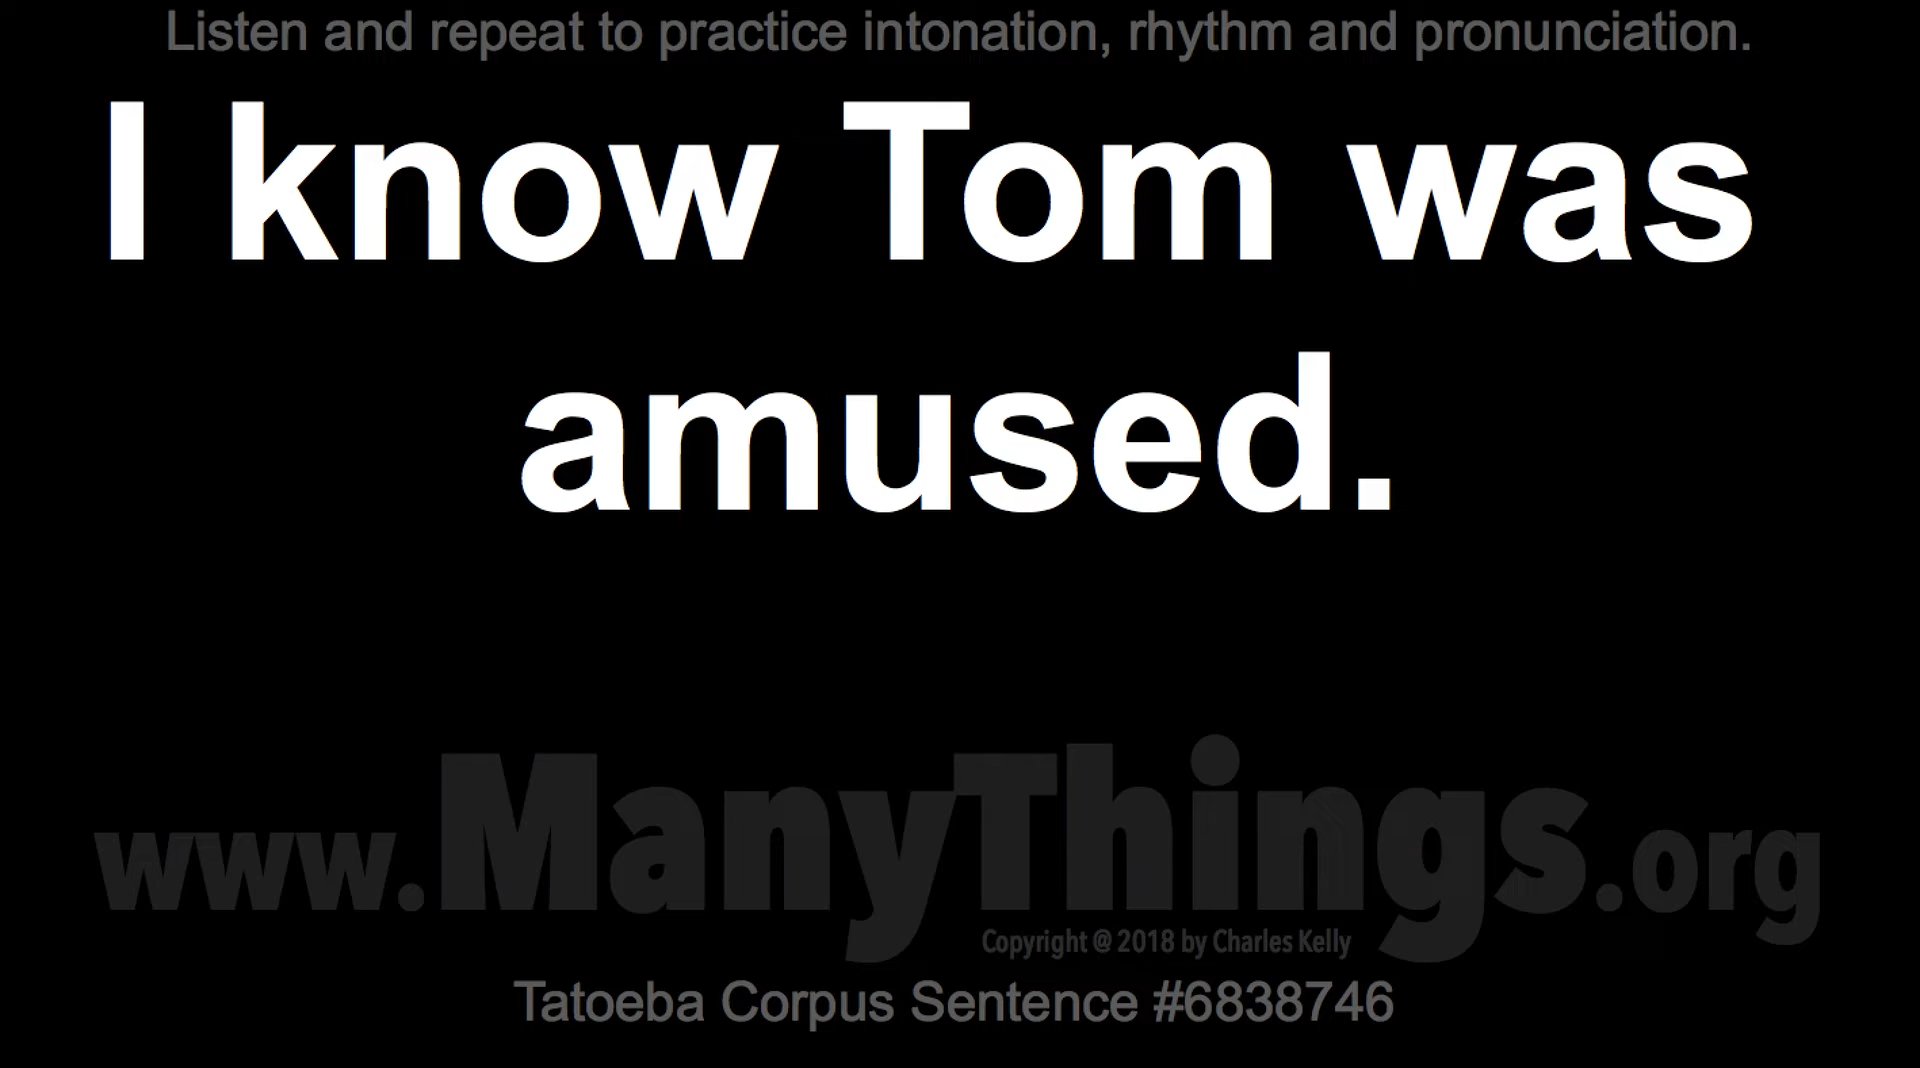 Listen and repeat to practice intonation, rhythm and pronunciation.
I know Tom was
amused.
www.ManyThings.org
Copyright @ 2018 by Charles Kelly
Tatoeba Corpus Sentence #6838746